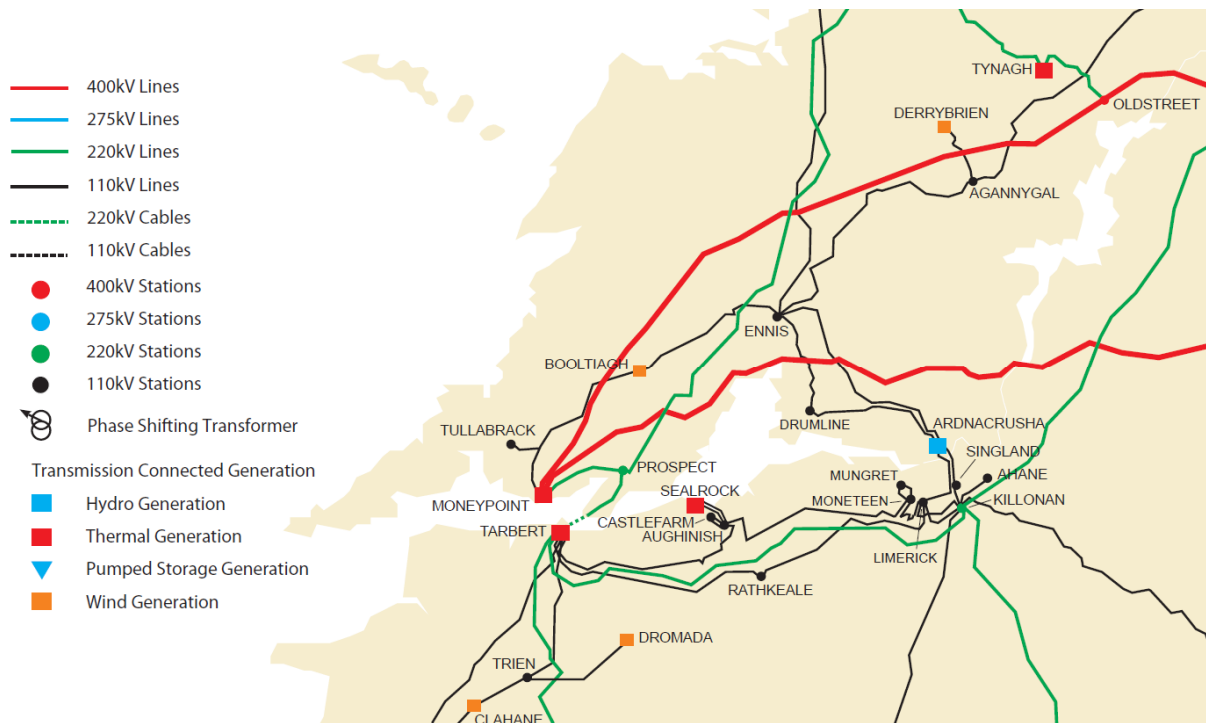 400kV Lines
275kV Lines
220kV Lines
110kV Lines
220kV Cables
110kV Cables
400kV Stations
275kV Stations
220kV Stations
110kV Stations
Phase Shifting Transformer
Transmission Connected Generation
Hydro Generation
Thermal Generation
Pumped Storage Generation
Wind Generation
TYNAGH
OLDSTREET
DERRYBRIEN
AGANNYGAL
ENNIS
BOOLTIAGH
DRUMLINE
ARDNACRUSHA
TULLABRACK
SINGLAND
PROSPECT
AHANE
MUNGRET
SEALROCK
MONEYPOINT
MONETEEN
KILLONAN
CASTLEFARM
TARBERT
AUGHINISH
LIMERICK
RATHKEALE
DROMADA
TRIEN
CLAHANE